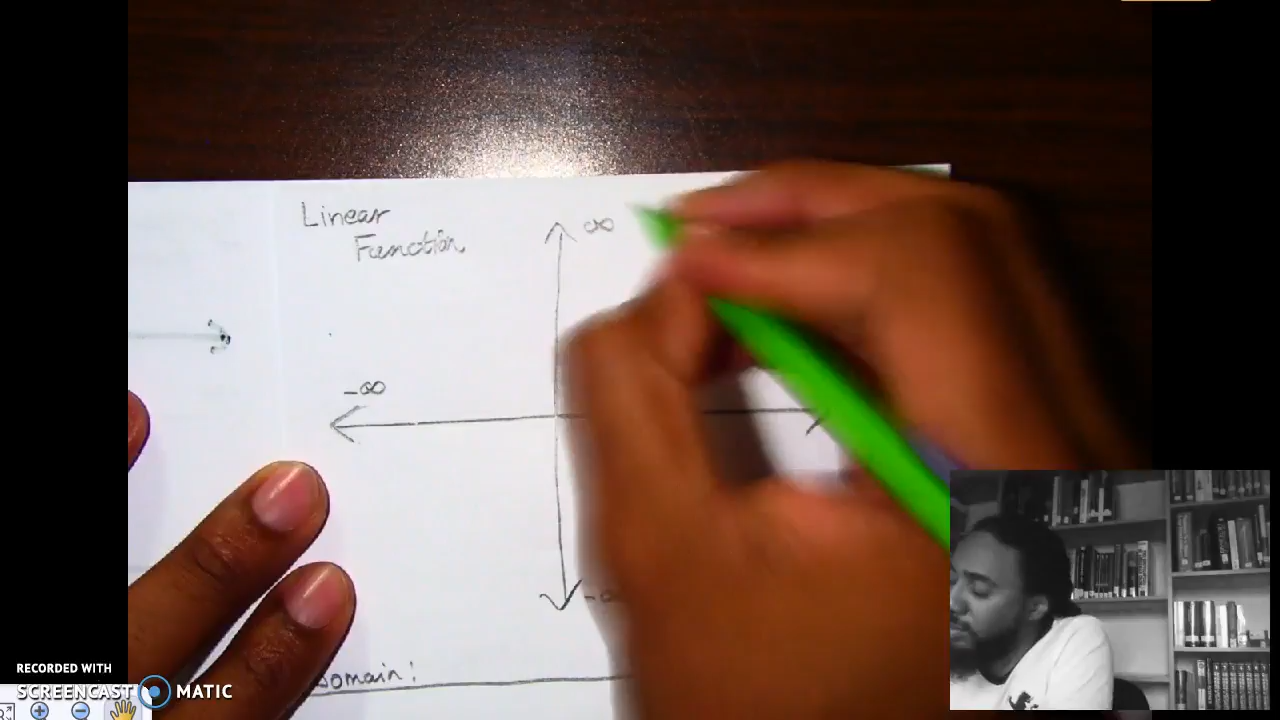 Linear
Function
∞
-∞
-∞
Domain:
RECORDED WITH
SCREENCAST MATIC